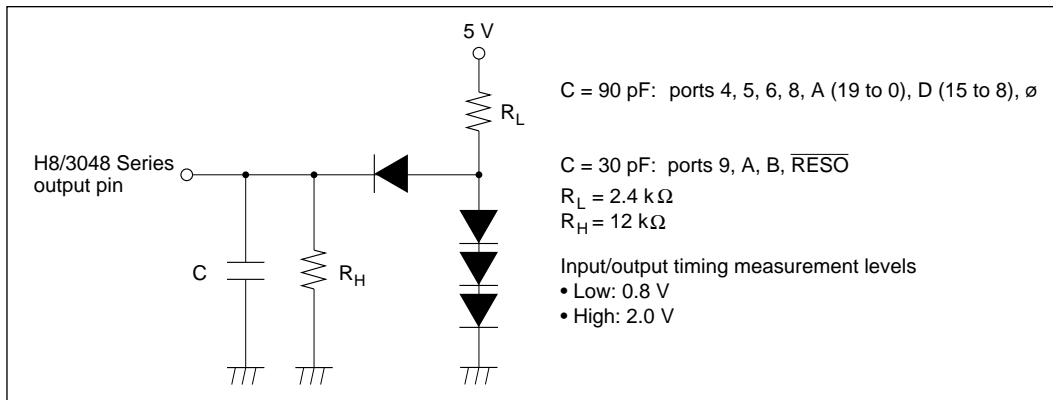 5 V
R_L
C = 90 pF: ports 4, 5, 6, 8, A (19 to 0), D (15 to 8), ø
H8/3048 Series
output pin
C = 30 pF: ports 9, A, B, R̅E̅S̅O̅
R_L = 2.4 kΩ
R_H = 12 kΩ
C
R_H
Input/output timing measurement levels
• Low: 0.8 V
• High: 2.0 V